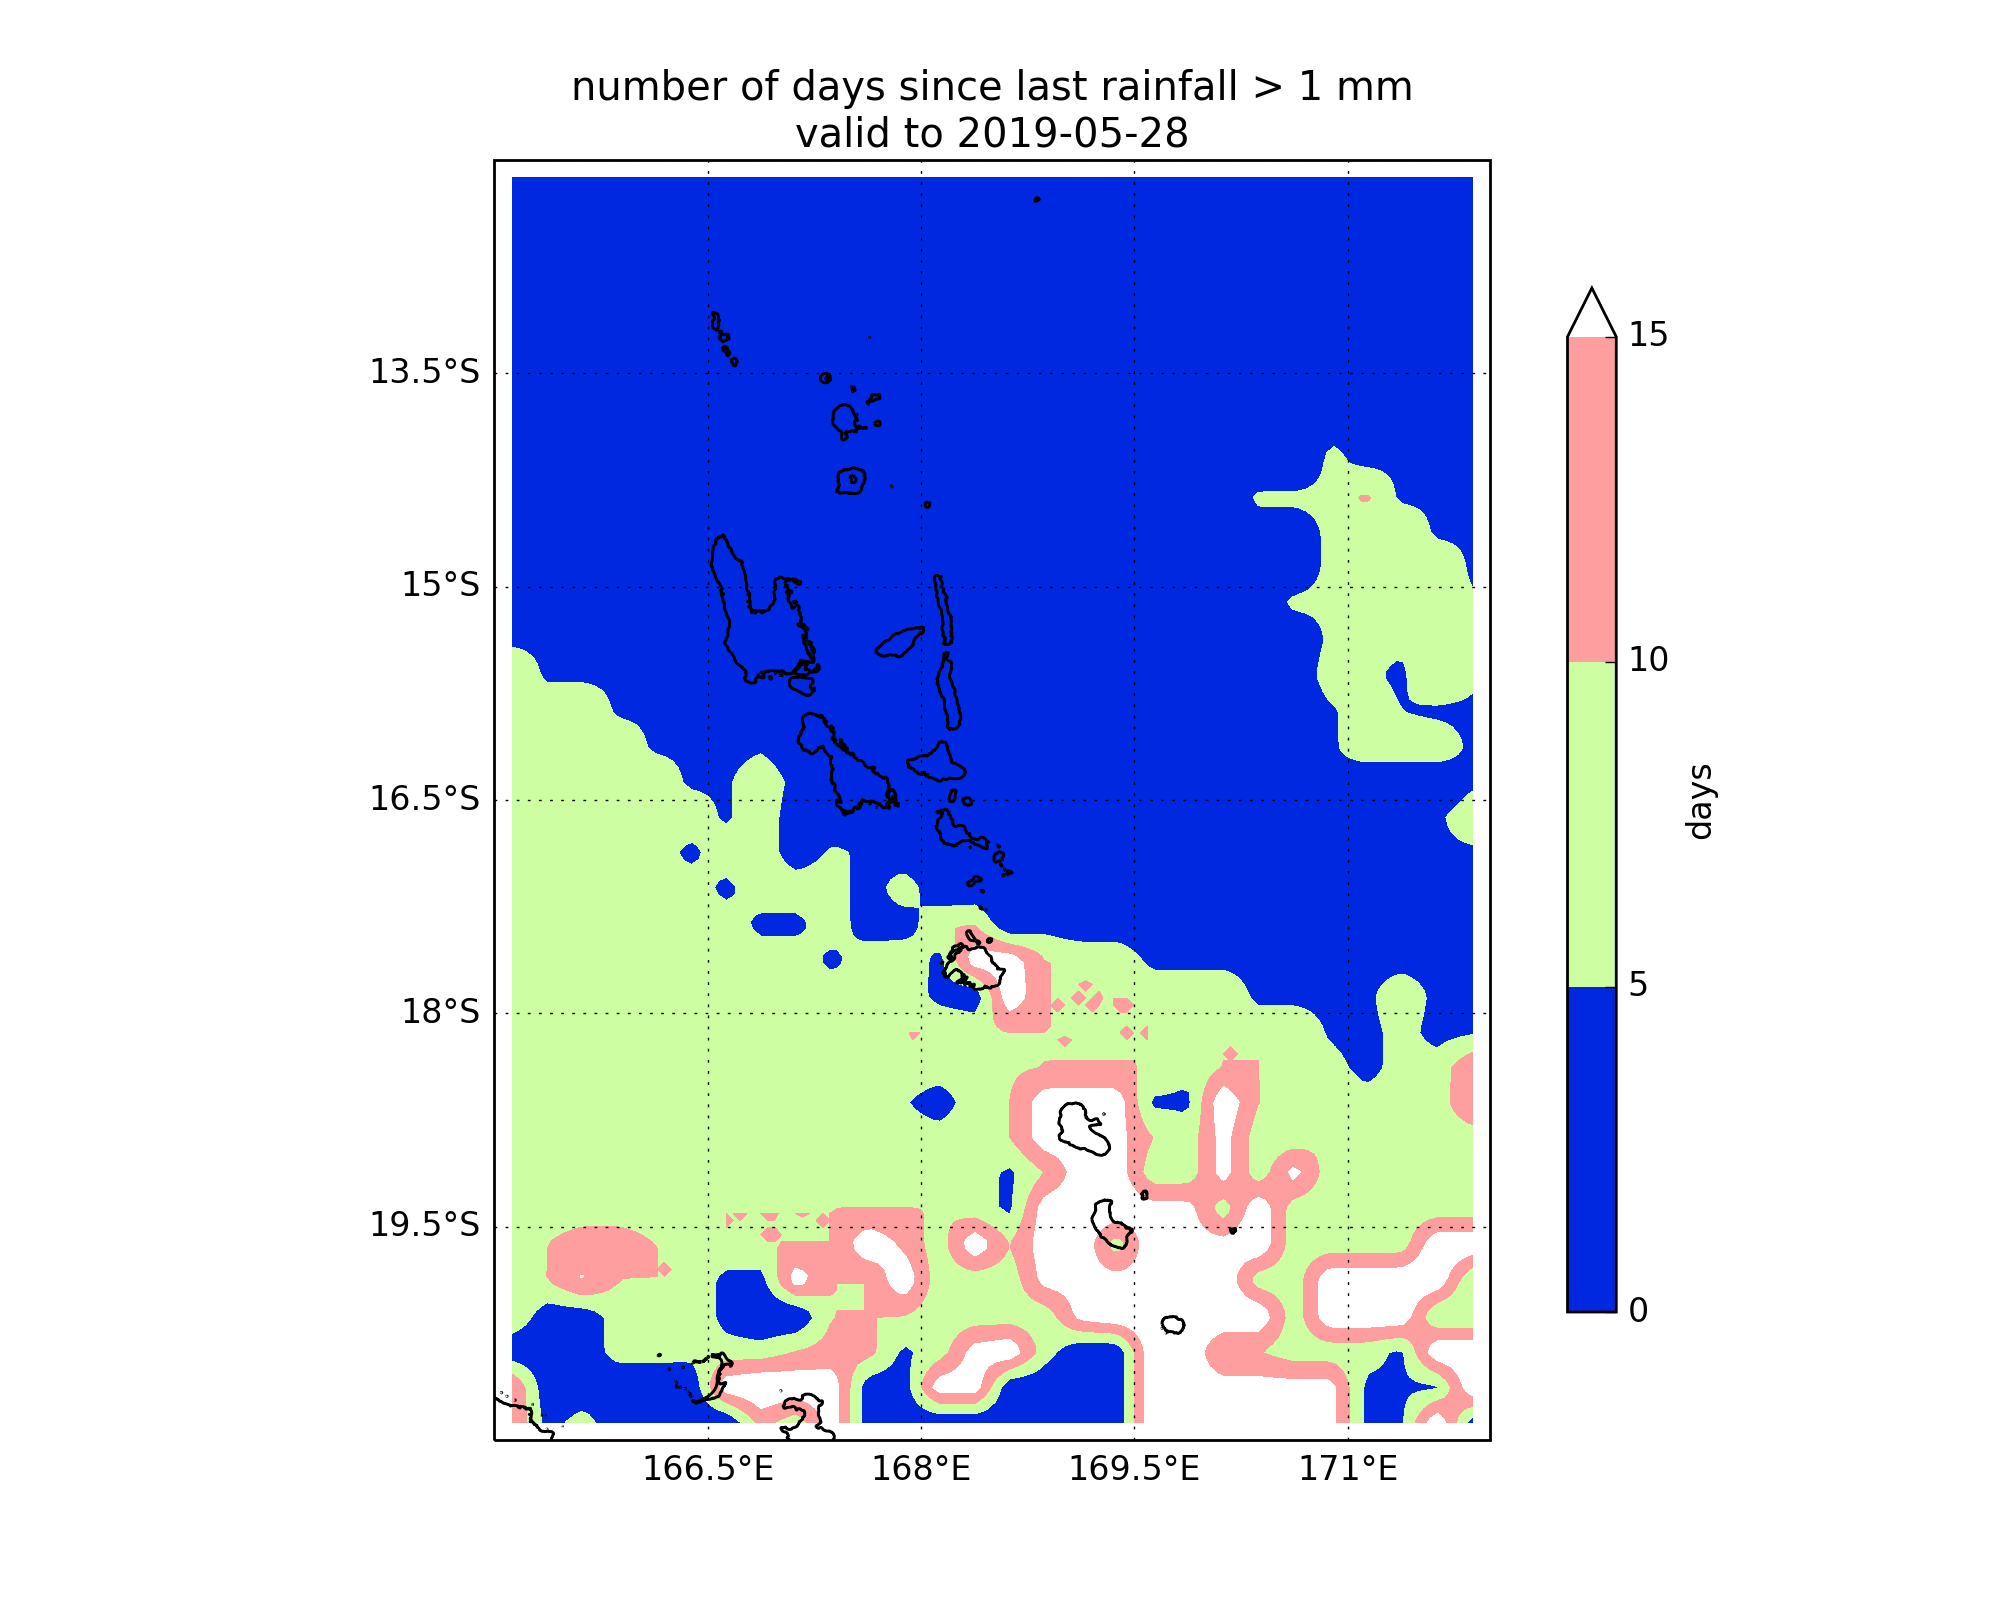 number of days since last rainfall > 1 mm
valid to 2019-05-28
13.5°S
15°S
16.5°S
18°S
19.5°S
166.5°E
168°E
169.5°E
171°E
15
10
5
0
days